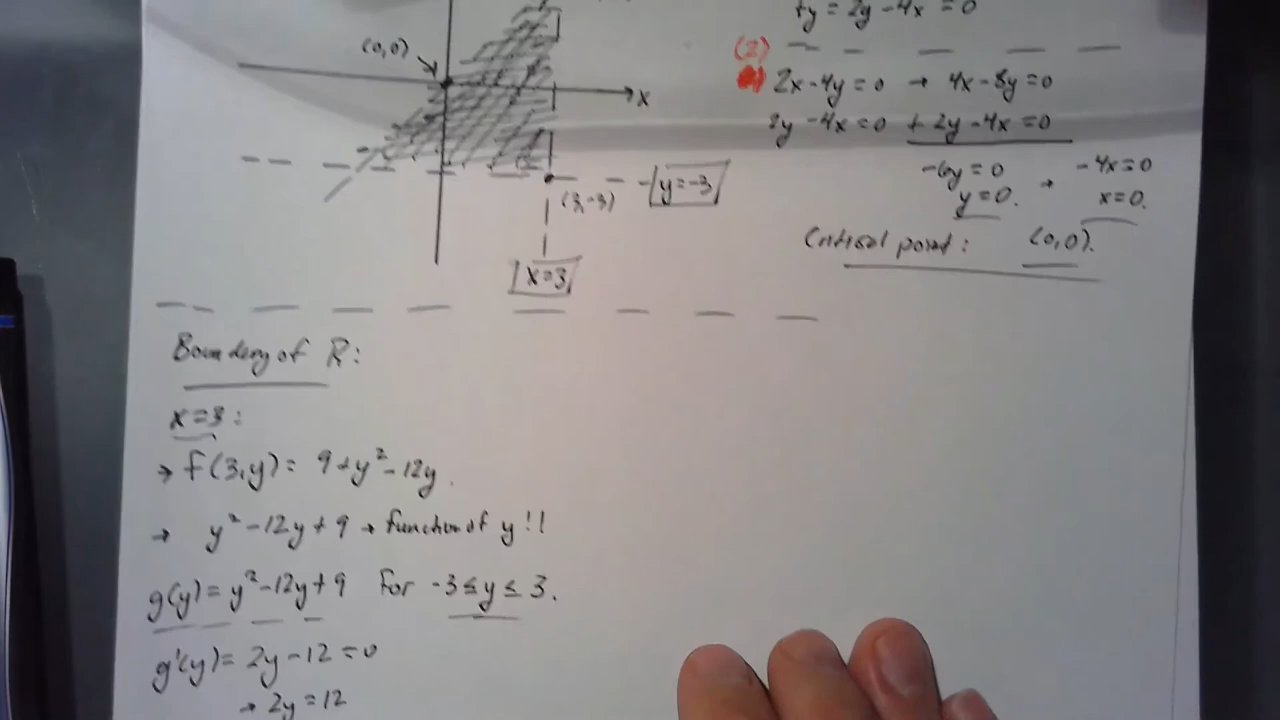 (0,0)
x
(3,-3)
y=-3
x=3
fy = 2y -4x = 0
(2)
2x-4y=0 → 4x-8y=0
2y -4x=0 + 2y-4x=0
-6y=0 → -4x=0
y=0. x=0.
Critical point: (0,0).
Boundary of R:
x=3:
→ f(3,y)= 9+y²-12y.
→ y²-12y+9 → function of y!!
g(y)= y²-12y+9 For -3≤y≤3.
g'(y)= 2y-12=0
→ 2y=12